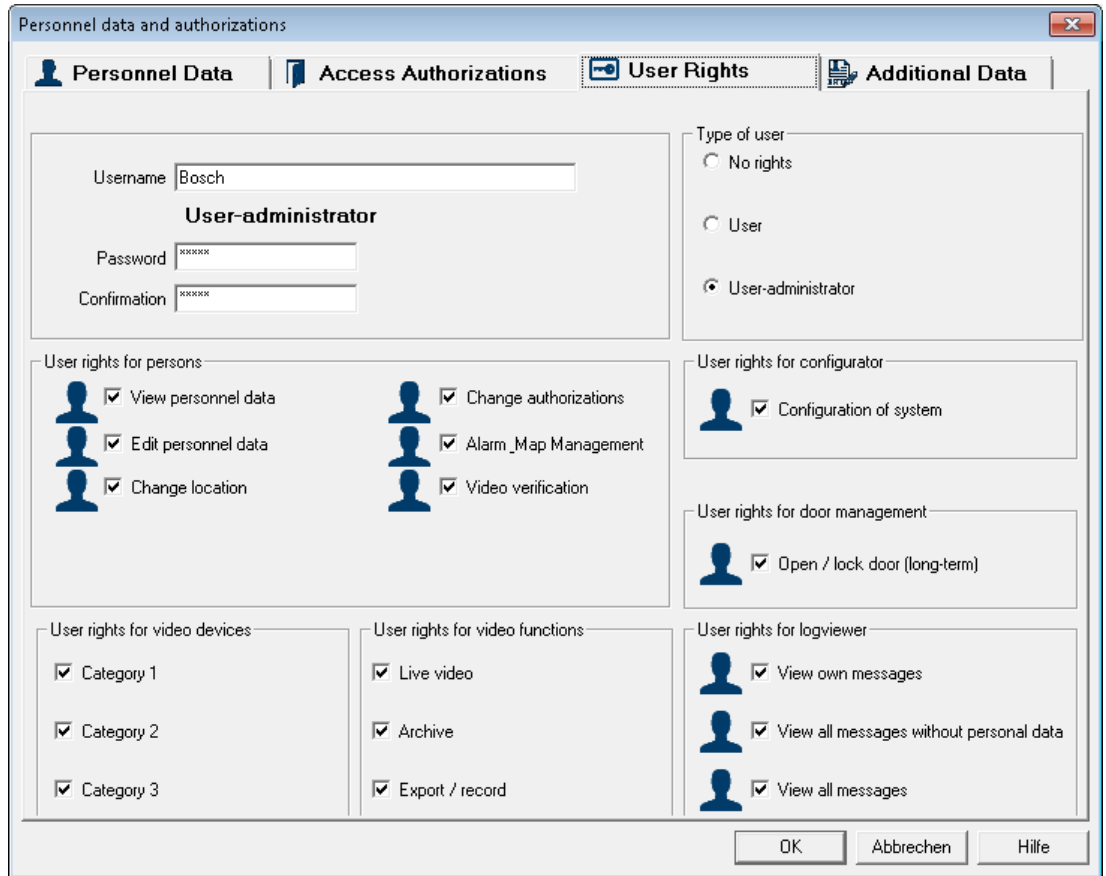 Personnel data and authorizations
Personnel Data
Access Authorizations
User Rights
Additional Data
Username Bosch
User-administrator
Password *****
Confirmation *****
Type of user
No rights
User
User-administrator
User rights for persons
View personnel data
Change authorizations
Edit personnel data
Alarm_Map Management
Change location
Video verification
User rights for configurator
Configuration of system
User rights for door management
Open / lock door (long-term)
User rights for video devices
Category 1
Category 2
Category 3
User rights for video functions
Live video
Archive
Export / record
User rights for logviewer
View own messages
View all messages without personal data
View all messages
OK
Abbrechen
Hilfe